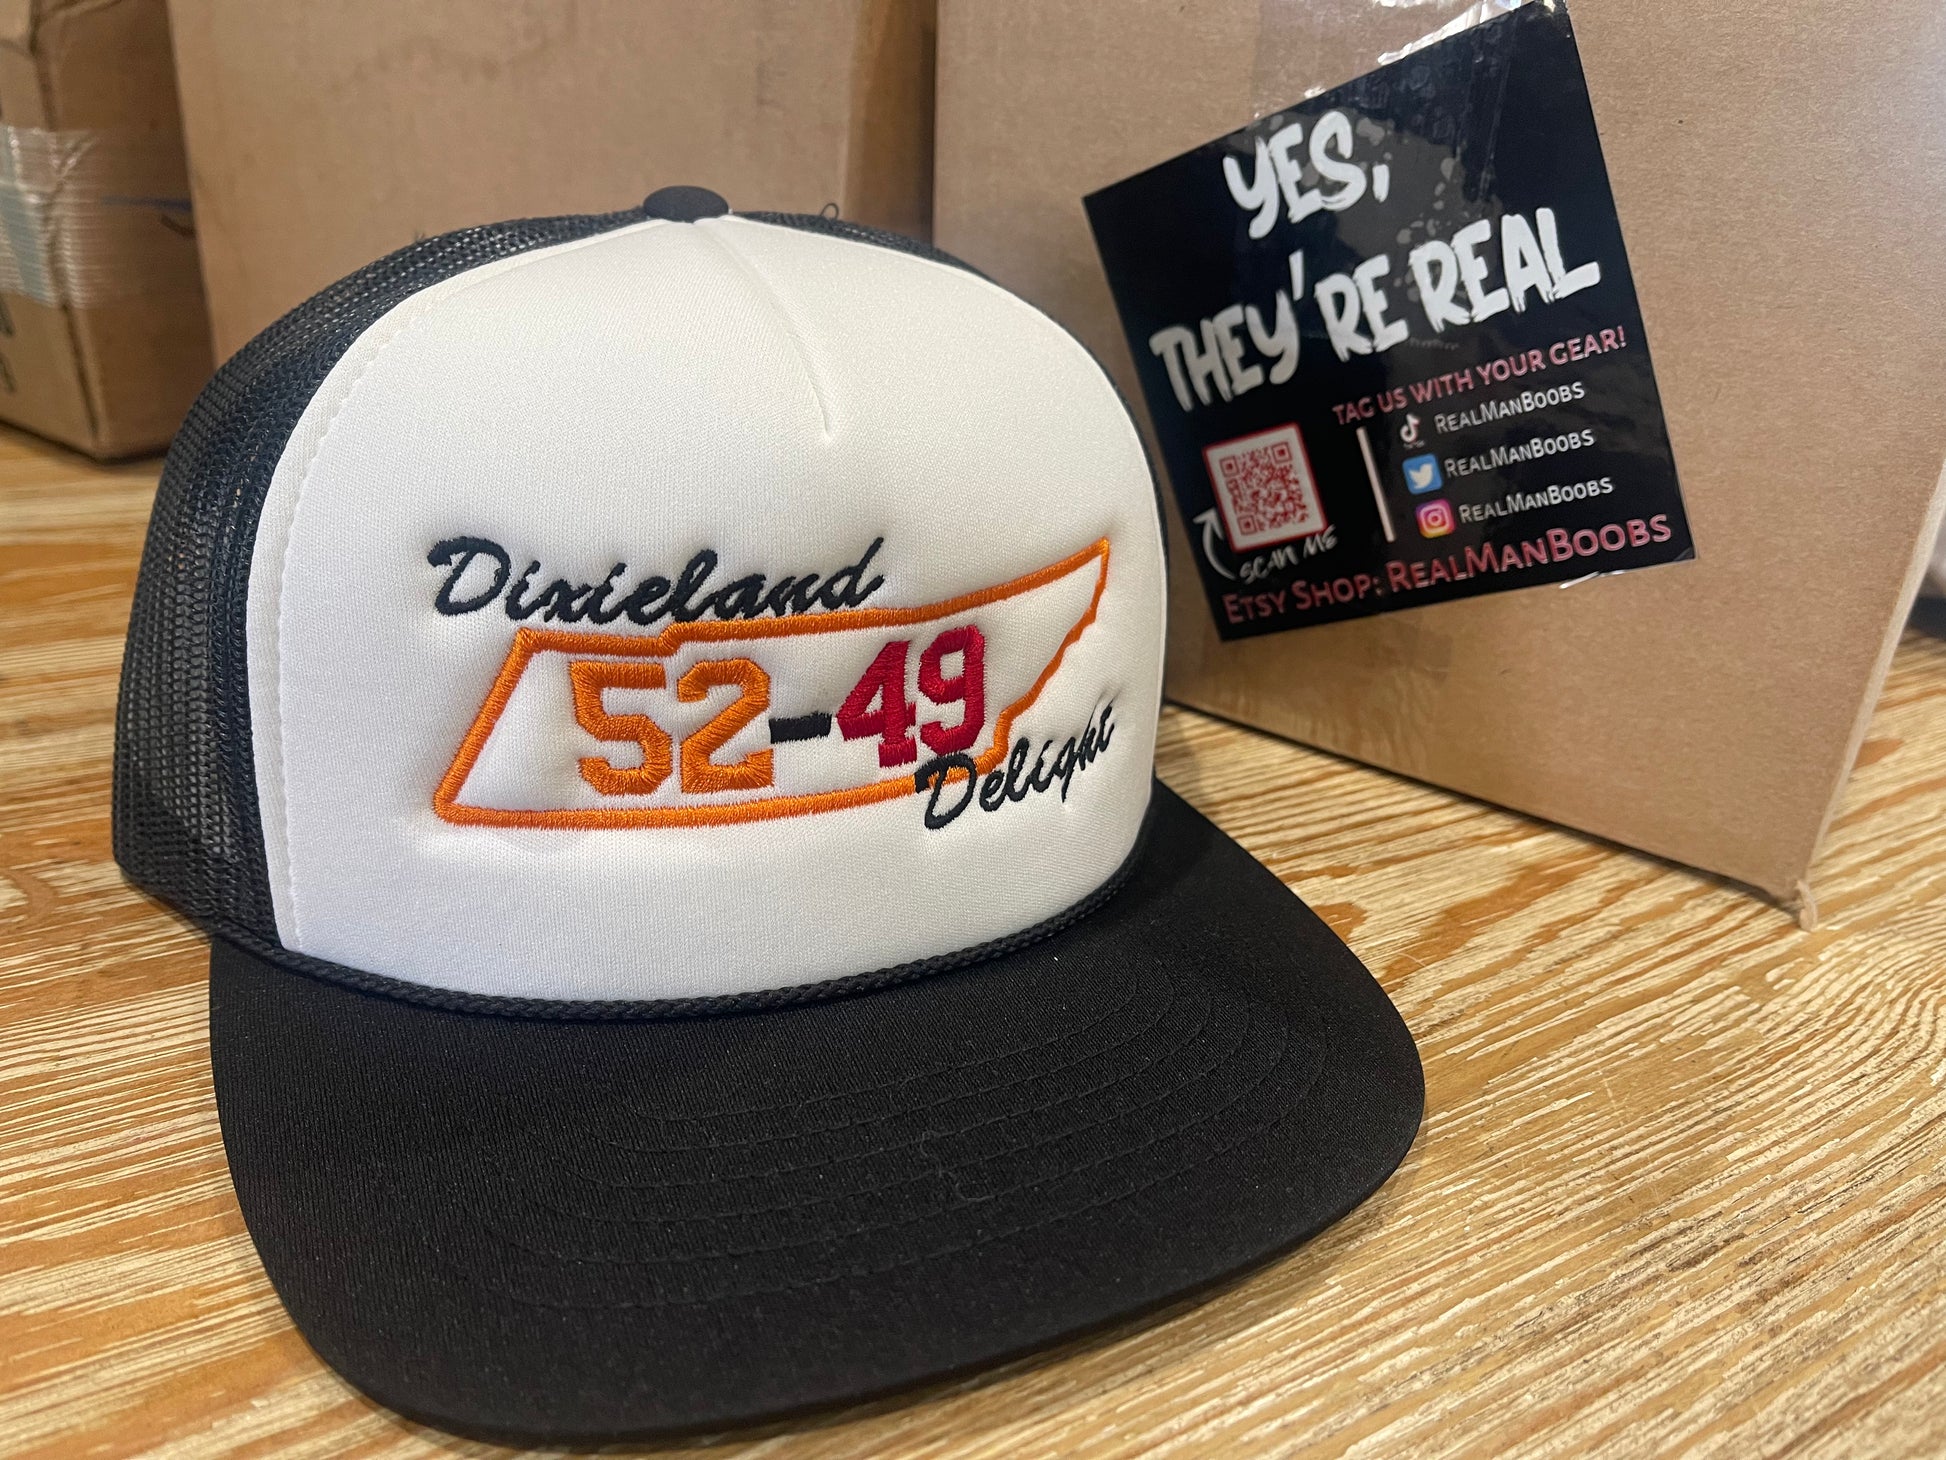 Dixieland
52-49
Delight
YES,
THEY'RE REAL
TAG US WITH YOUR GEAR!
REALMANBOOBS
REALMANBOOBS
REALMANBOOBS
SCAN ME
ETSY SHOP: REALMANBOOBS